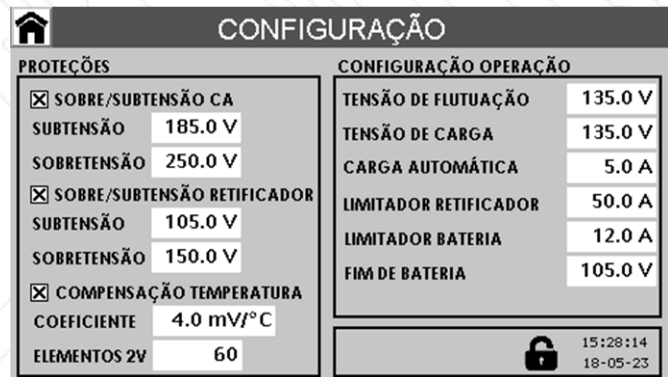 CONFIGURAÇÃO
PROTEÇÕES
SOBRE/SUBTENSÃO CA
SUBTENSÃO 185.0 V
SOBRETENSÃO 250.0 V
SOBRE/SUBTENSÃO RETIFICADOR
SUBTENSÃO 105.0 V
SOBRETENSÃO 150.0 V
COMPENSAÇÃO TEMPERATURA
COEFICIENTE 4.0 mV/°C
ELEMENTOS 2V 60
CONFIGURAÇÃO OPERAÇÃO
TENSÃO DE FLUTUAÇÃO 135.0 V
TENSÃO DE CARGA 135.0 V
CARGA AUTOMÁTICA 5.0 A
LIMITADOR RETIFICADOR 50.0 A
LIMITADOR BATERIA 12.0 A
FIM DE BATERIA 105.0 V
15:28:14
18-05-23